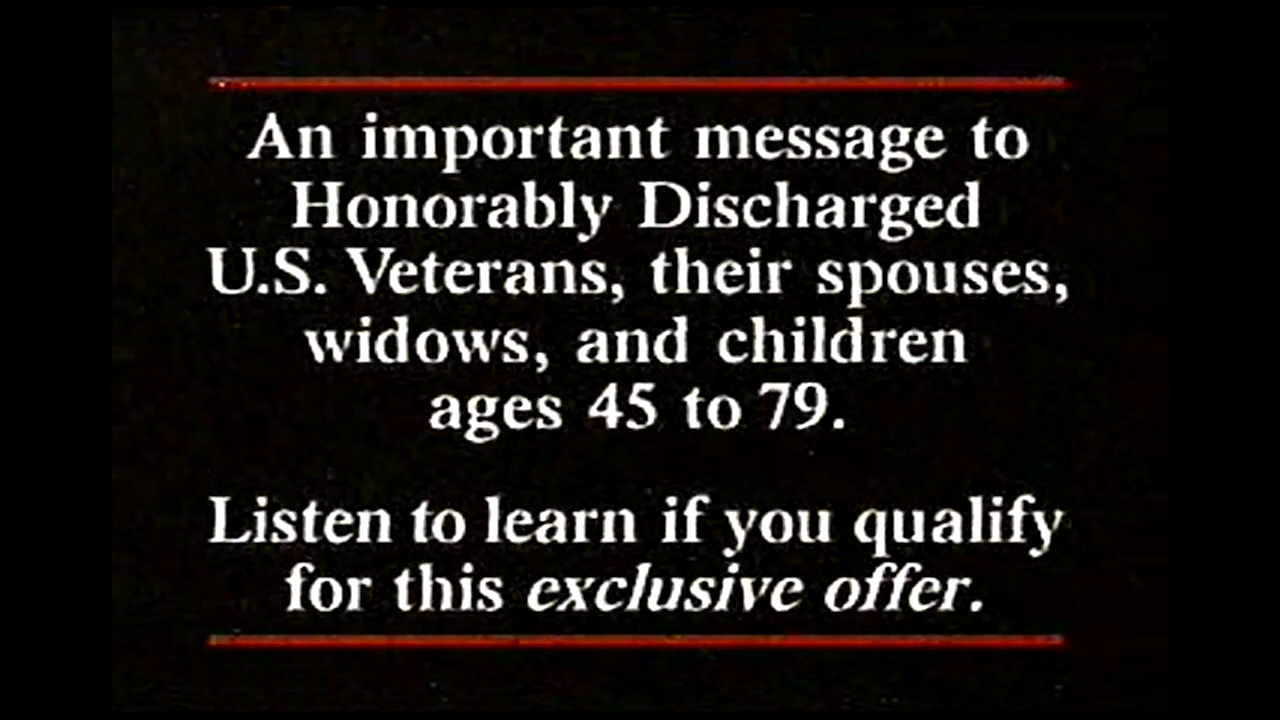 An important message to
Honorably Discharged
U.S. Veterans, their spouses,
widows, and children
ages 45 to 79.
Listen to learn if you qualify
for this exclusive offer.